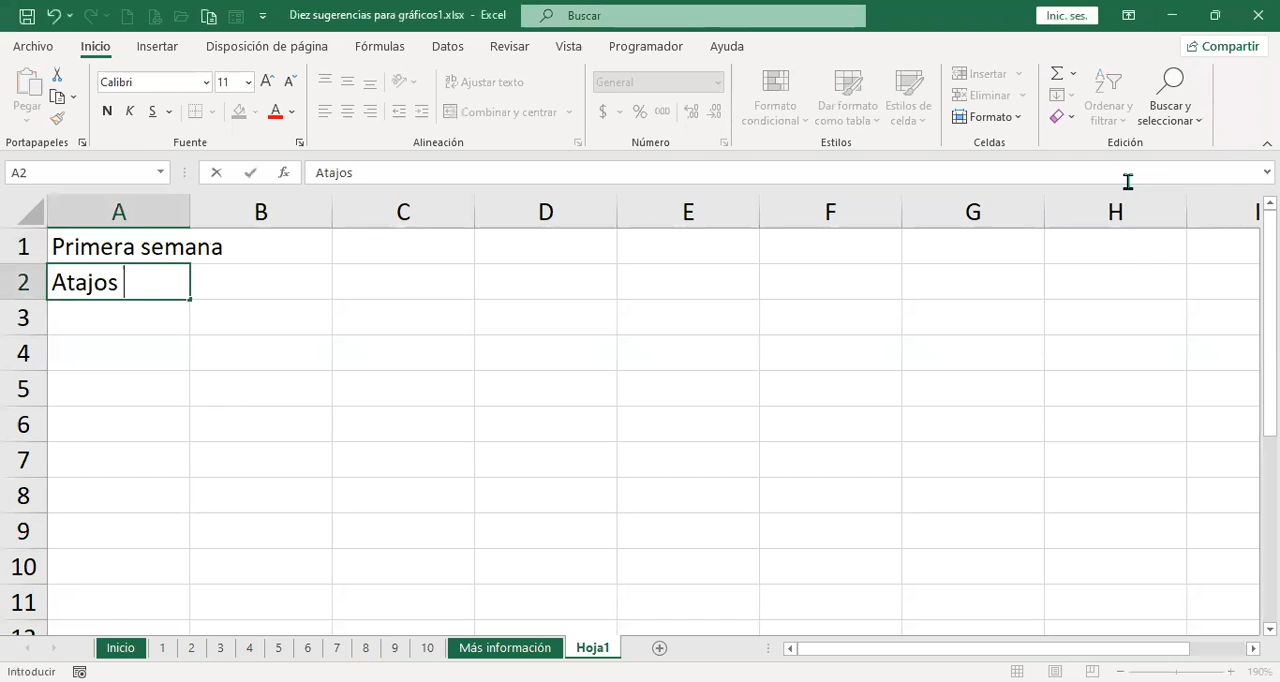 Diez sugerencias para gráficos1.xlsx - Excel
Buscar
Inic. ses.
Archivo Inicio Insertar Disposición de página Fórmulas Datos Revisar Vista Programador Ayuda
Compartir
Pegar
Calibri 11
N K S A
Ajustar texto
Combinar y centrar
General
$ % 000
Formato condicional
Dar formato como tabla
Estilos de celda
Insertar
Eliminar
Formato
Ordenar y filtrar
Buscar y seleccionar
Portapapeles Fuente Alineación Número Estilos Celdas Edición
A2 fx Atajos
A B C D E F G H I
1 Primera semana
2 Atajos
3
4
5
6
7
8
9
10
11
12
Inicio 1 2 3 4 5 6 7 8 9 10 Más información Hoja1
Introducir 190%